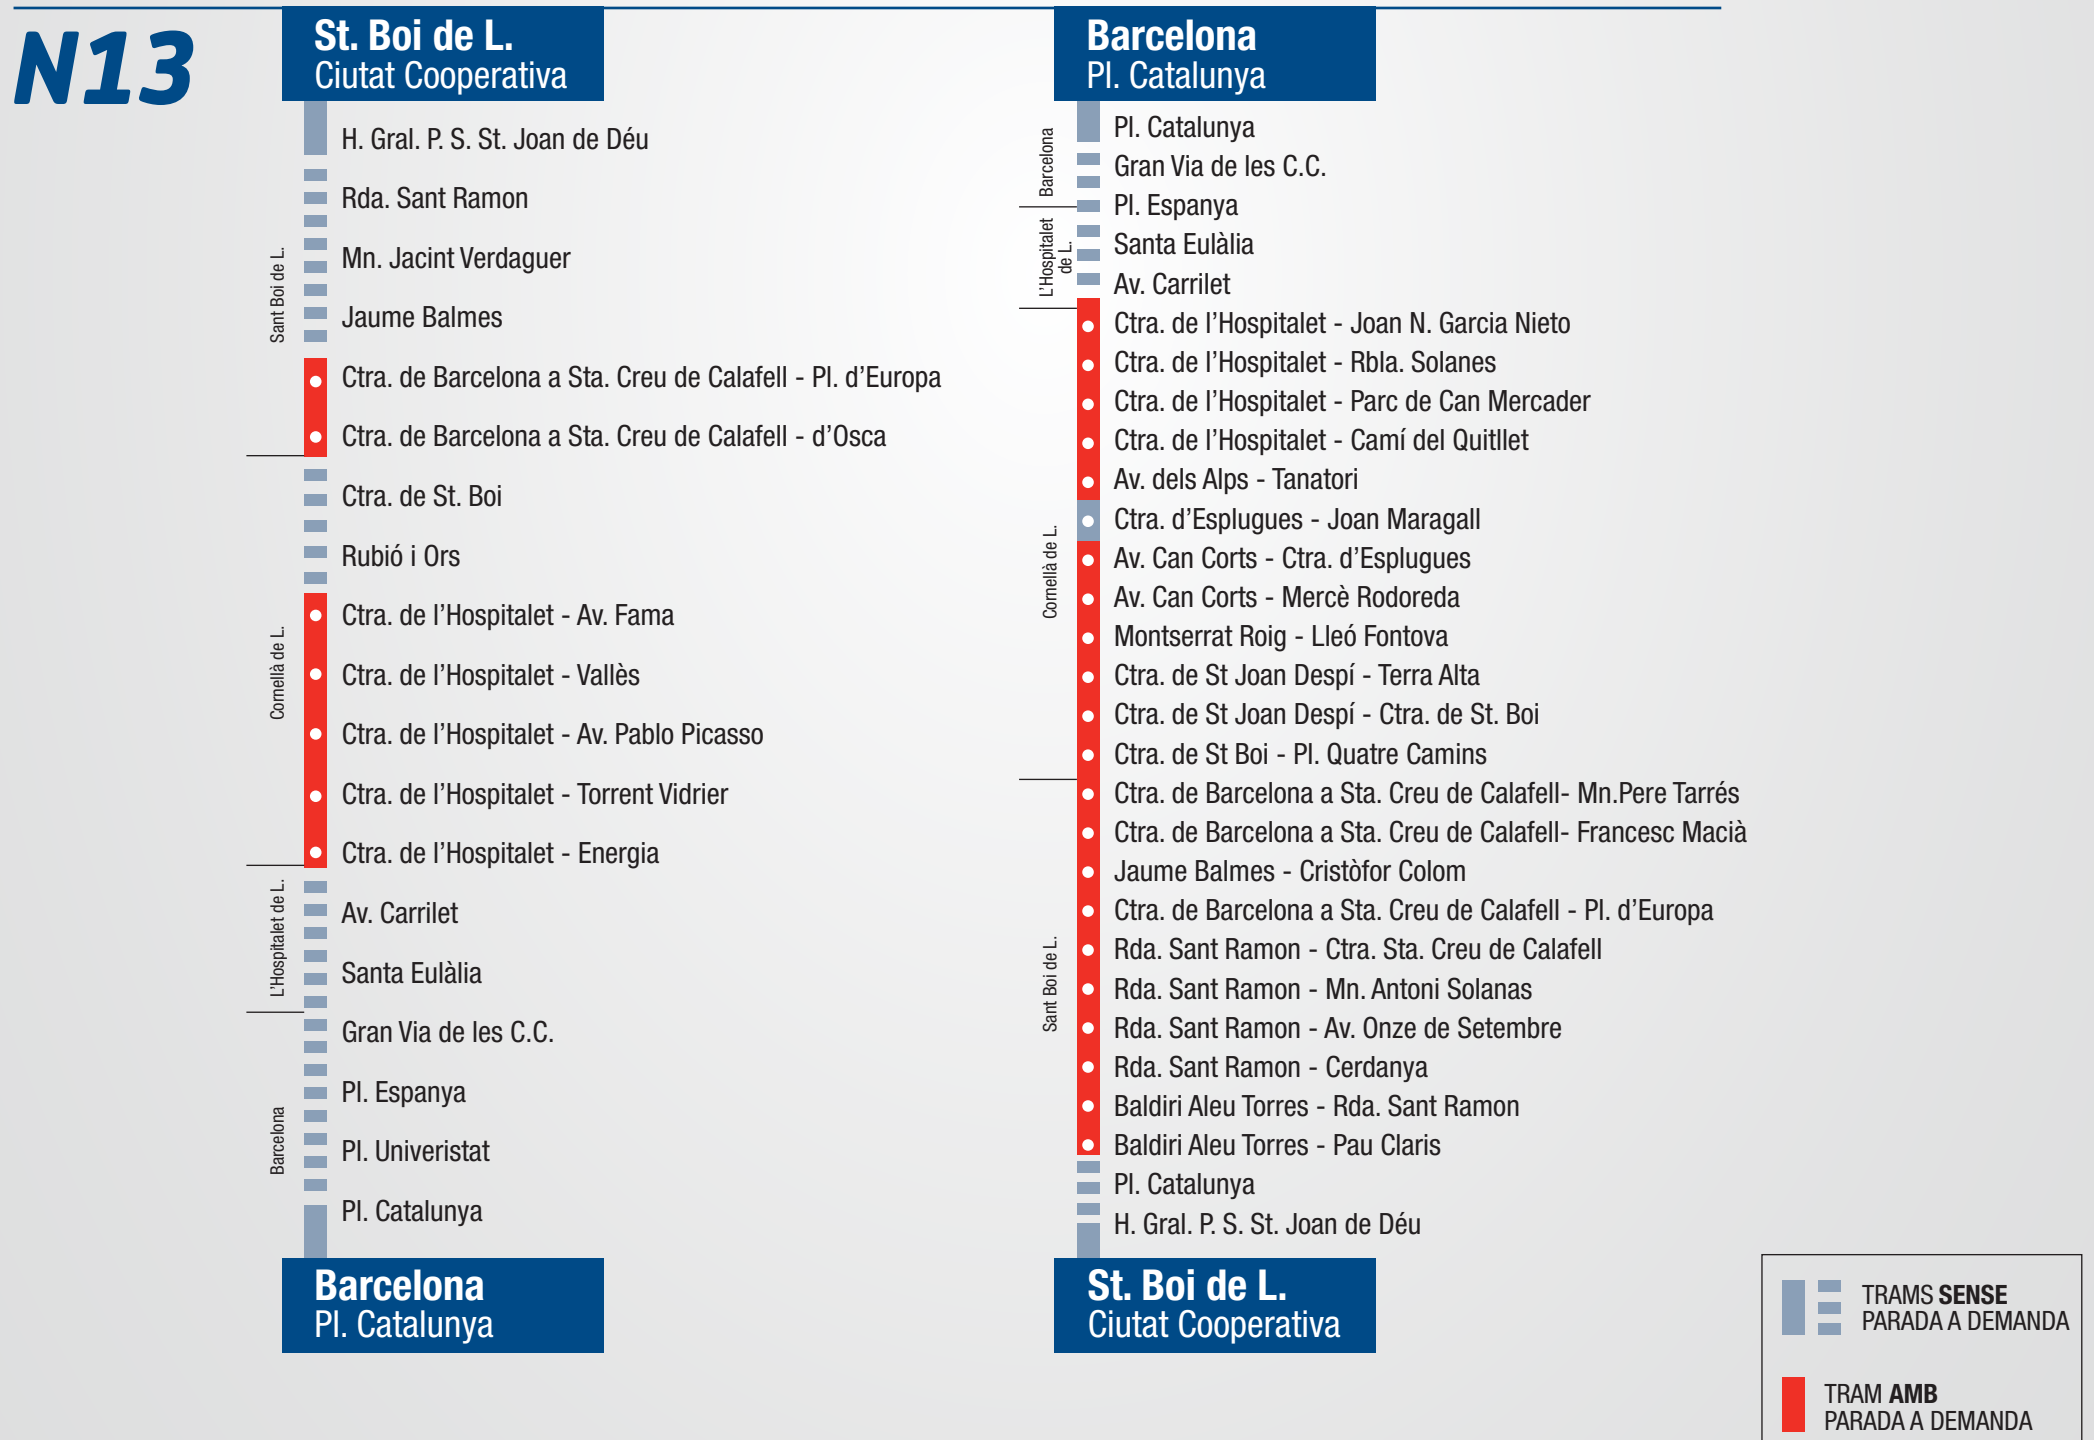 N13
St. Boi de L.
Ciutat Cooperativa
Sant Boi de L.
H. Gral. P. S. St. Joan de Déu
Rda. Sant Ramon
Mn. Jacint Verdaguer
Jaume Balmes
Ctra. de Barcelona a Sta. Creu de Calafell - Pl. d'Europa
Ctra. de Barcelona a Sta. Creu de Calafell - d'Osca
Cornellà de L.
Ctra. de St. Boi
Rubió i Ors
Ctra. de l'Hospitalet - Av. Fama
Ctra. de l'Hospitalet - Vallès
Ctra. de l'Hospitalet - Av. Pablo Picasso
Ctra. de l'Hospitalet - Torrent Vidrier
Ctra. de l'Hospitalet - Energia
L'Hospitalet de L.
Av. Carrilet
Santa Eulàlia
Barcelona
Gran Via de les C.C.
Pl. Espanya
Pl. Univeristat
Pl. Catalunya
Barcelona
Pl. Catalunya
Barcelona
Pl. Catalunya
Barcelona
Pl. Catalunya
Gran Via de les C.C.
Pl. Espanya
L'Hospitalet
de L.
Santa Eulàlia
Av. Carrilet
Cornellà de L.
Ctra. de l'Hospitalet - Joan N. Garcia Nieto
Ctra. de l'Hospitalet - Rbla. Solanes
Ctra. de l'Hospitalet - Parc de Can Mercader
Ctra. de l'Hospitalet - Camí del Quitllet
Av. dels Alps - Tanatori
Ctra. d'Esplugues - Joan Maragall
Av. Can Corts - Ctra. d'Esplugues
Av. Can Corts - Mercè Rodoreda
Montserrat Roig - Lleó Fontova
Ctra. de St Joan Despí - Terra Alta
Ctra. de St Joan Despí - Ctra. de St. Boi
Ctra. de St Boi - Pl. Quatre Camins
Sant Boi de L.
Ctra. de Barcelona a Sta. Creu de Calafell- Mn.Pere Tarrés
Ctra. de Barcelona a Sta. Creu de Calafell- Francesc Macià
Jaume Balmes - Cristòfor Colom
Ctra. de Barcelona a Sta. Creu de Calafell - Pl. d'Europa
Rda. Sant Ramon - Ctra. Sta. Creu de Calafell
Rda. Sant Ramon - Mn. Antoni Solanas
Rda. Sant Ramon - Av. Onze de Setembre
Rda. Sant Ramon - Cerdanya
Baldiri Aleu Torres - Rda. Sant Ramon
Baldiri Aleu Torres - Pau Claris
Pl. Catalunya
H. Gral. P. S. St. Joan de Déu
St. Boi de L.
Ciutat Cooperativa
TRAMS SENSE
PARADA A DEMANDA
TRAM AMB
PARADA A DEMANDA